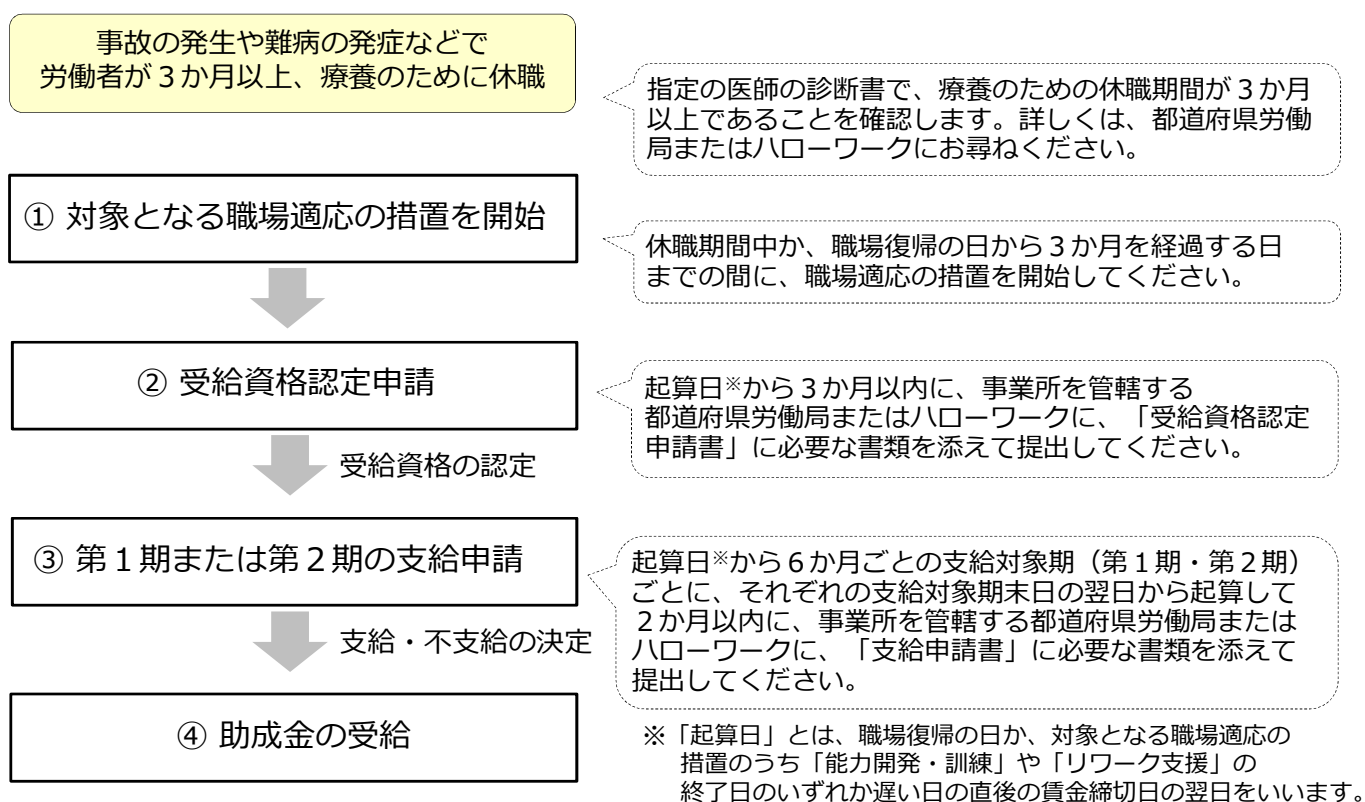 事故の発生や難病の発症などで
労働者が３か月以上、療養のために休職
指定の医師の診断書で、療養のための休職期間が３か月
以上であることを確認します。詳しくは、都道府県労働
局またはハローワークにお尋ねください。
① 対象となる職場適応の措置を開始
休職期間中か、職場復帰の日から３か月を経過する日
までの間に、職場適応の措置を開始してください。
② 受給資格認定申請
起算日※から３か月以内に、事業所を管轄する
都道府県労働局またはハローワークに、「受給資格認定
申請書」に必要な書類を添えて提出してください。
受給資格の認定
③ 第１期または第２期の支給申請
起算日※から６か月ごとの支給対象期（第１期・第２期）
ごとに、それぞれの支給対象期末日の翌日から起算して
２か月以内に、事業所を管轄する都道府県労働局または
ハローワークに、「支給申請書」に必要な書類を添えて
提出してください。
支給・不支給の決定
④ 助成金の受給
※「起算日」とは、職場復帰の日か、対象となる職場適応の
措置のうち「能力開発・訓練」や「リワーク支援」の
終了日のいずれか遅い日の直後の賃金締切日の翌日をいいます。